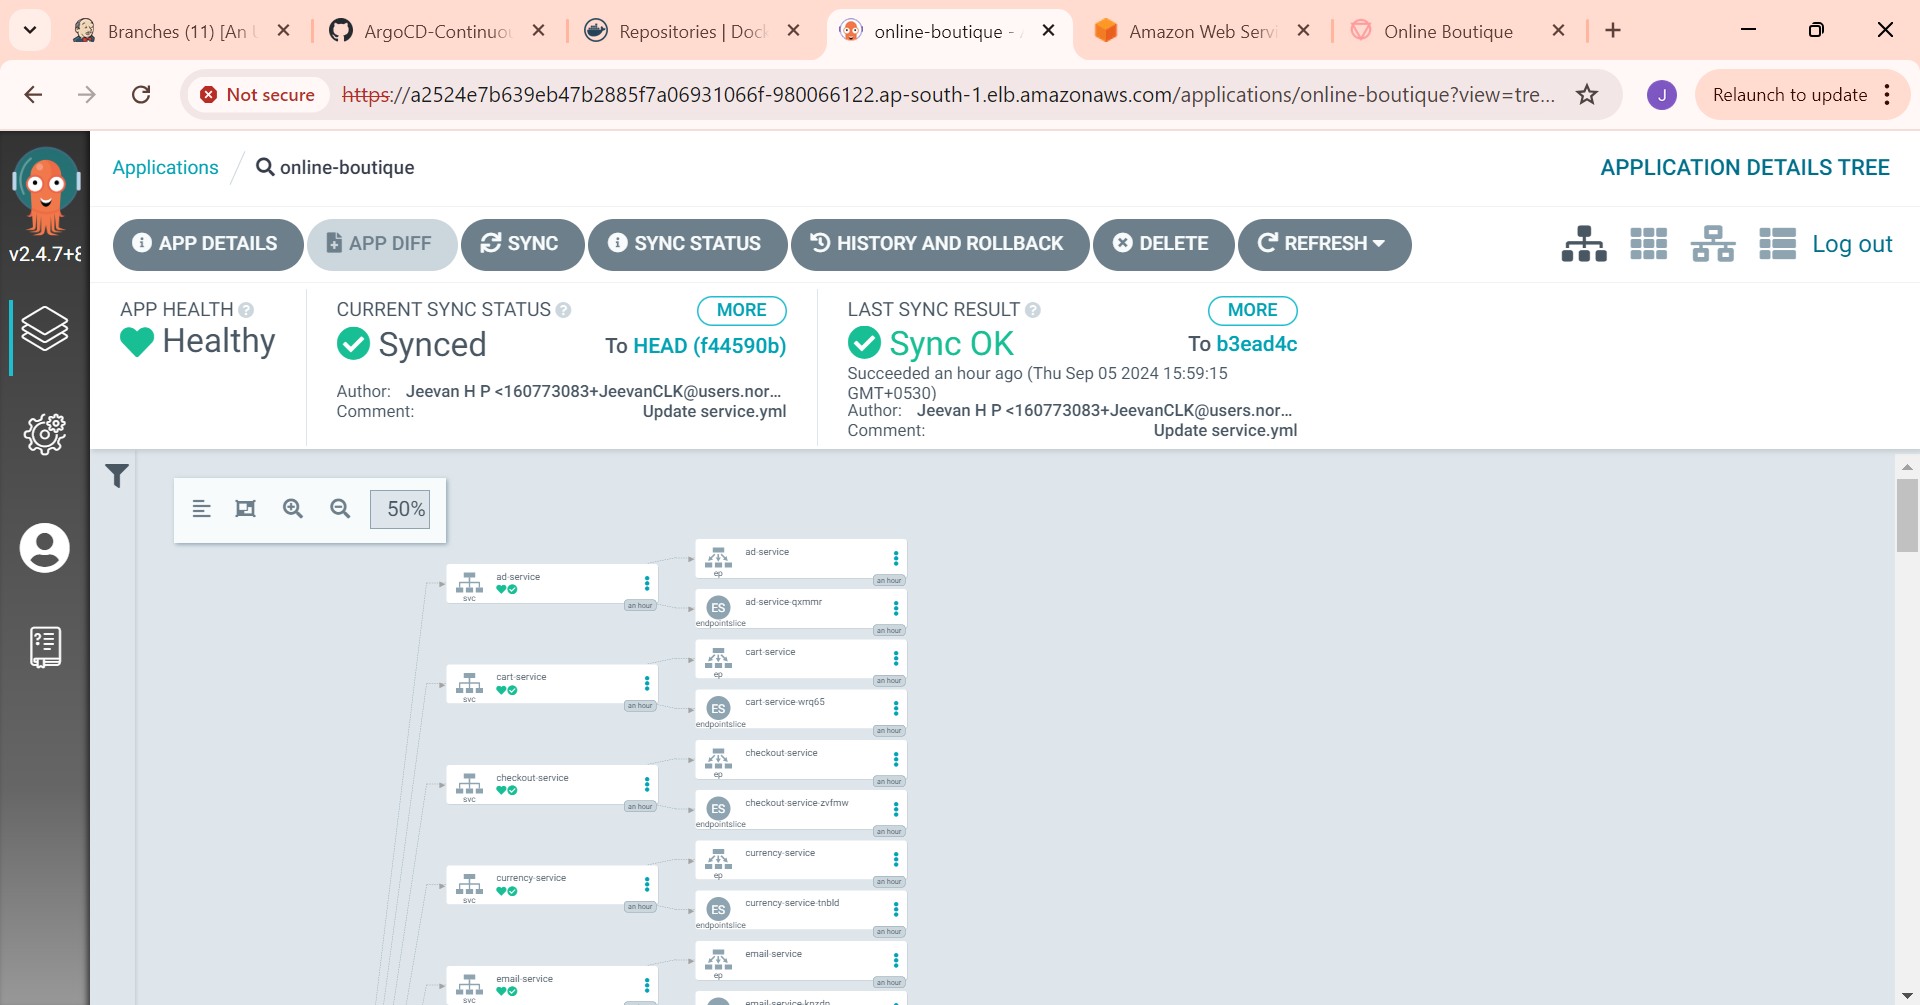 Branches (11) [An
ArgoCD-Continuou
Repositories | Dock
online-boutique -
Amazon Web Servi
Online Boutique
Not secure
https://a2524e7b639eb47b2885f7a06931066f-980066122.ap-south-1.elb.amazonaws.com/applications/online-boutique?view=tre...
J
Relaunch to update
v2.4.7+8
Applications
online-boutique
APPLICATION DETAILS TREE
APP DETAILS
APP DIFF
SYNC
SYNC STATUS
HISTORY AND ROLLBACK
DELETE
REFRESH
Log out
APP HEALTH
Healthy
CURRENT SYNC STATUS
MORE
Synced
To HEAD (f44590b)
Author: Jeevan H P <160773083+JeevanCLK@users.nor...
Comment: Update service.yml
LAST SYNC RESULT
MORE
Sync OK
To b3ead4c
Succeeded an hour ago (Thu Sep 05 2024 15:59:15
GMT+0530)
Author: Jeevan H P <160773083+JeevanCLK@users.nor...
Comment: Update service.yml
50%
ad-service
svc
an hour
ad-service
ep
an hour
ES
ad-service-qxmmr
endpointslice
an hour
cart-service
svc
an hour
cart-service
ep
an hour
ES
cart-service-wrq65
endpointslice
an hour
checkout-service
svc
an hour
checkout-service
ep
an hour
ES
checkout-service-zvfmw
endpointslice
an hour
currency-service
svc
an hour
currency-service
ep
an hour
ES
currency-service-tnbld
endpointslice
an hour
email-service
svc
email-service
ep
an hour